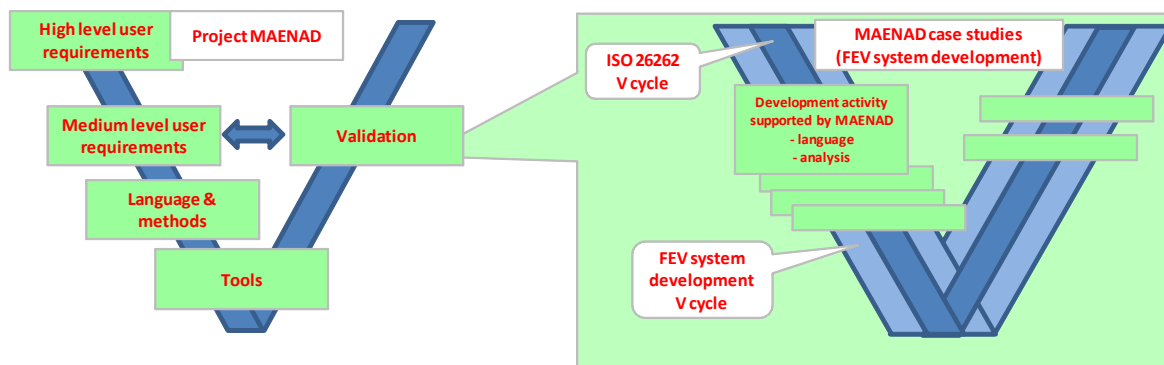 High level user
requirements
Project MAENAD
Medium level user
requirements
Validation
Language &
methods
Tools
ISO 26262
V cycle
MAENAD case studies
(FEV system development)
Development activity
supported by MAENAD
- language
- analysis
FEV system
development
V cycle